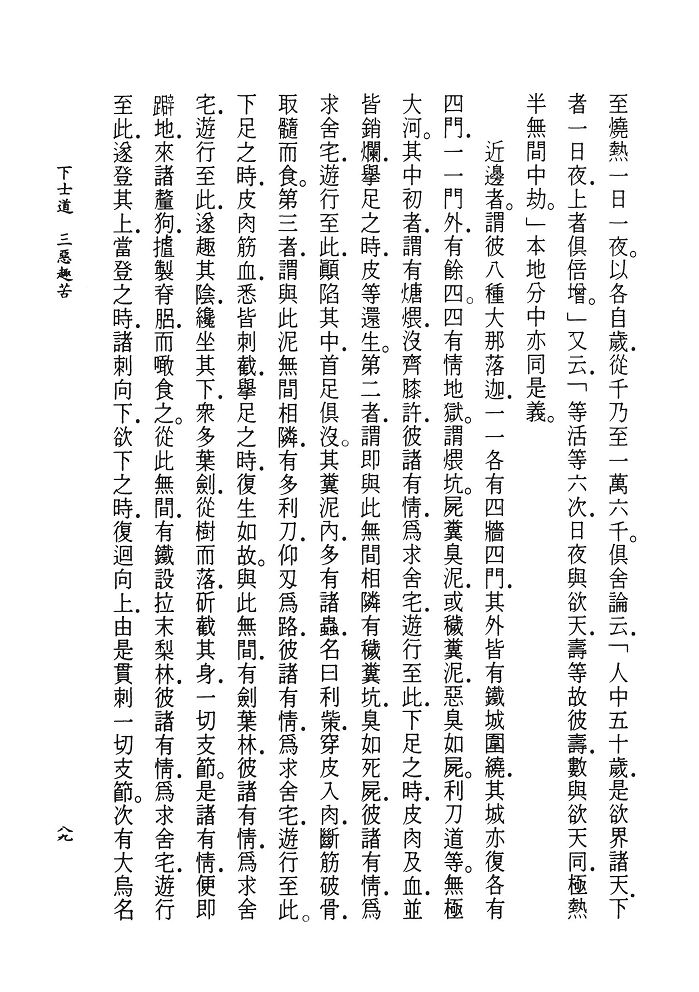 至燒熱一日一夜。以各自歲．從千乃至一萬六千。俱舍論云．「人中五十歲．是欲界諸天．下
者一日夜．上者俱倍增。」又云．「等活等六次．日夜與欲天．壽等故彼壽．數與欲天同．極熱
半無間中劫。」本地分中亦同是義。
近邊者。謂彼八種大那落迦．一一各有四牆四門．其外皆有鐵城圍繞．其城亦復各有
四門．一一門外．有餘四。四有情地獄。謂煨坑。屍糞臭泥．或穢糞泥．惡臭如屍。利刀道等。無極
大河。其中初者．謂有煻煨．沒齊膝許．彼諸有情．爲求舍宅．遊行至此．下足之時．皮肉及血．並
皆銷爛．擧足之時．皮等還生。第二者．謂即與此無間相隣．有穢糞坑．臭如死屍．彼諸有情．爲
求舍宅．遊行至此．顚陷其中．首足俱沒。其糞泥內．多有諸蟲．名曰利㭰．穿皮入肉．斷筋破骨．
取髓而食。第三者．謂與此泥無間相隣．有多利刀．仰刃爲路．彼諸有情．爲求舍宅．遊行至此。
下足之時．皮肉筋血．悉皆刺截．擧足之時．復生如故。與此無間．有劍葉林．彼諸有情．爲求舍
宅．遊行至此．遂趣其陰．纔坐其下．衆多葉劍．從樹而落．斫截其身．一切支節。是諸有情．便即
躃地．來諸釐狗．摣製脊䏰．而噉食之。從此無間．有鐵設拉末梨林．彼諸有情．爲求舍宅．遊行
至此．遂登其上．當登之時．諸刺向下．欲下之時．復迴向上．由是貫刺一切支節。次有大烏名
下士道　三惡趣苦
八九